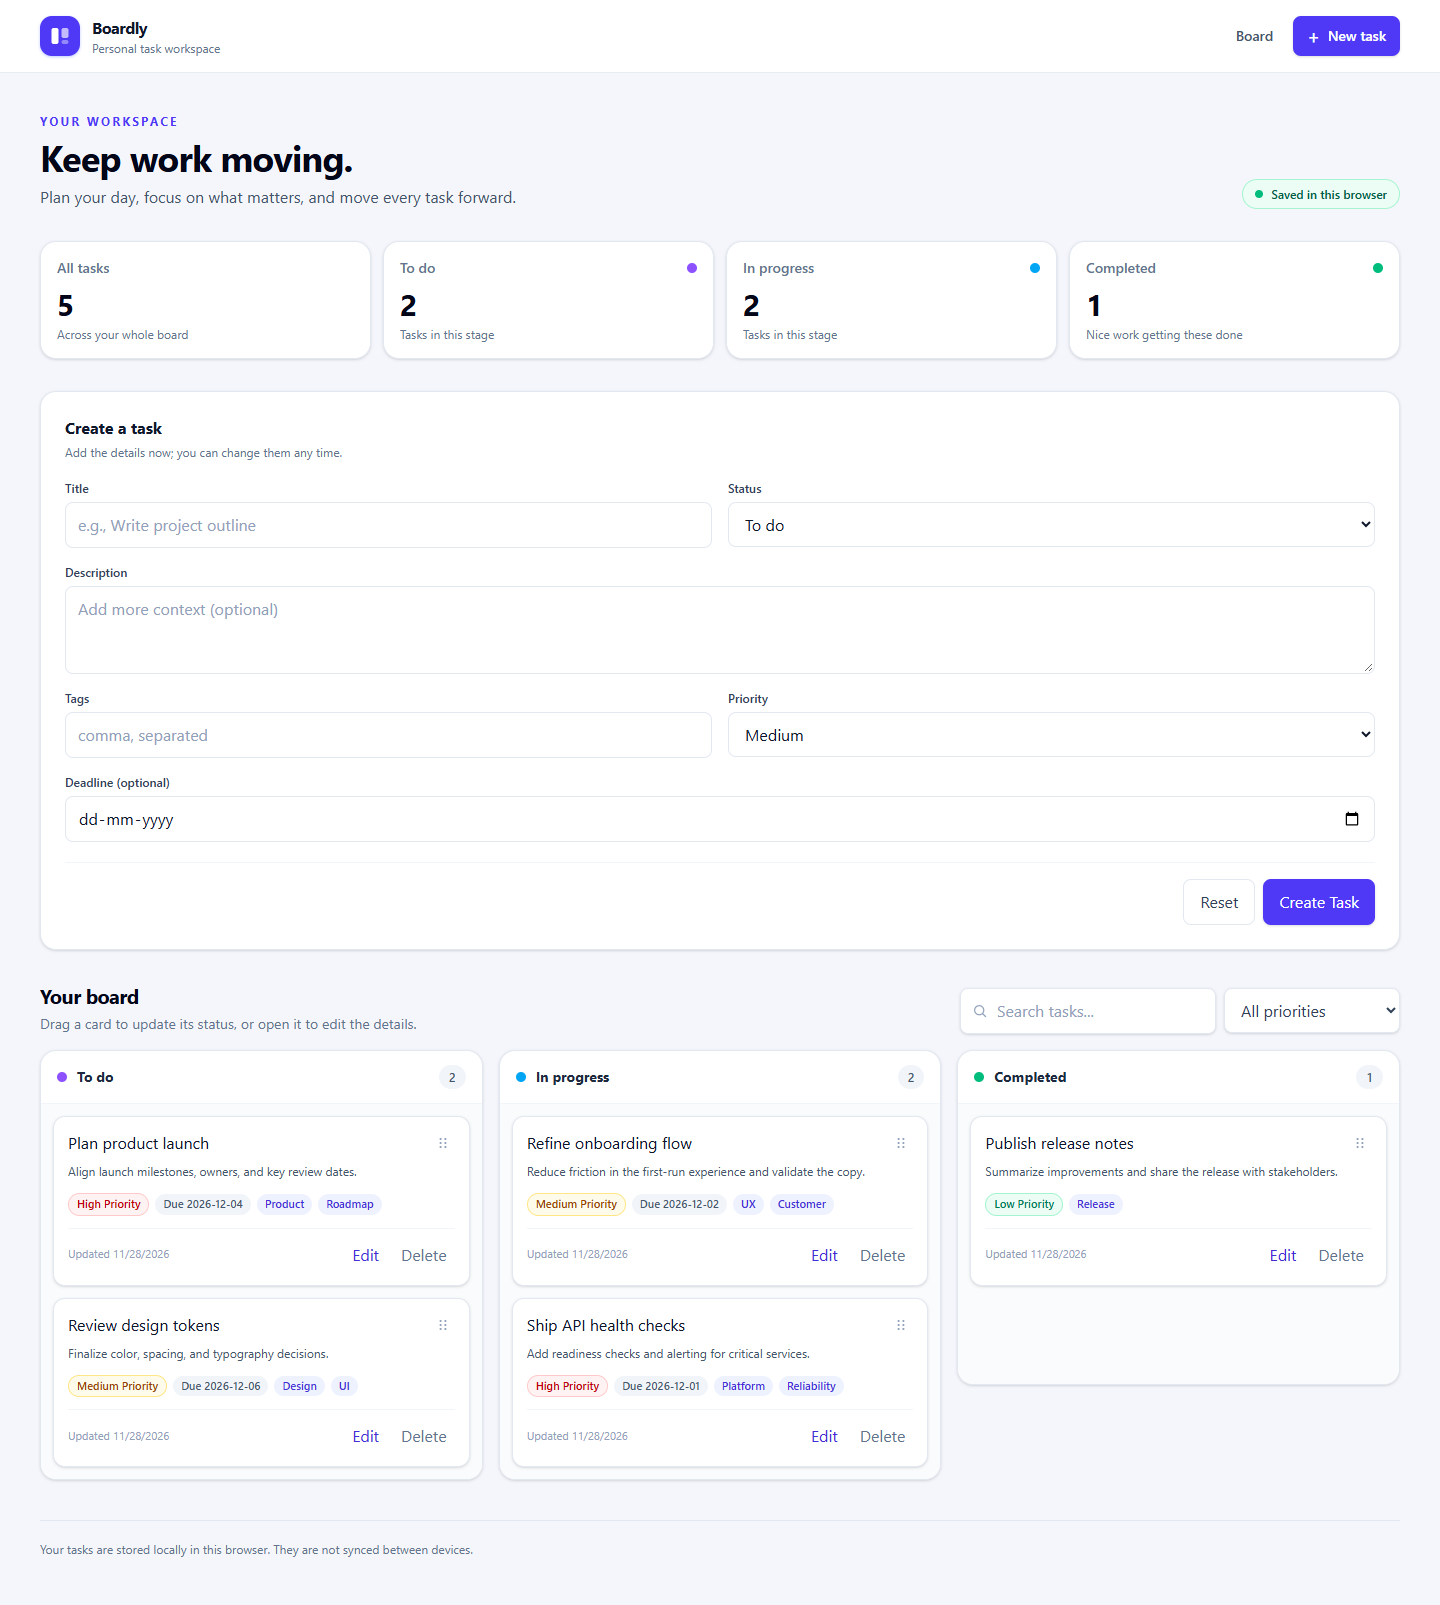 Boardly
Personal task workspace
Board
+ New task
YOUR WORKSPACE
Keep work moving.
Plan your day, focus on what matters, and move every task forward.
Saved in this browser
All tasks
5
Across your whole board
To do
2
Tasks in this stage
In progress
2
Tasks in this stage
Completed
1
Nice work getting these done
Create a task
Add the details now; you can change them any time.
Title
e.g., Write project outline
Status
To do
Description
Add more context (optional)
Tags
comma, separated
Priority
Medium
Deadline (optional)
dd-mm-yyyy
Reset
Create Task
Your board
Drag a card to update its status, or open it to edit the details.
Search tasks...
All priorities
To do
2
Plan product launch
Align launch milestones, owners, and key review dates.
High Priority Due 2026-12-04 Product Roadmap
Updated 11/28/2026 Edit Delete
Review design tokens
Finalize color, spacing, and typography decisions.
Medium Priority Due 2026-12-06 Design UI
Updated 11/28/2026 Edit Delete
In progress
2
Refine onboarding flow
Reduce friction in the first-run experience and validate the copy.
Medium Priority Due 2026-12-02 UX Customer
Updated 11/28/2026 Edit Delete
Ship API health checks
Add readiness checks and alerting for critical services.
High Priority Due 2026-12-01 Platform Reliability
Updated 11/28/2026 Edit Delete
Completed
1
Publish release notes
Summarize improvements and share the release with stakeholders.
Low Priority Release
Updated 11/28/2026 Edit Delete
Your tasks are stored locally in this browser. They are not synced between devices.